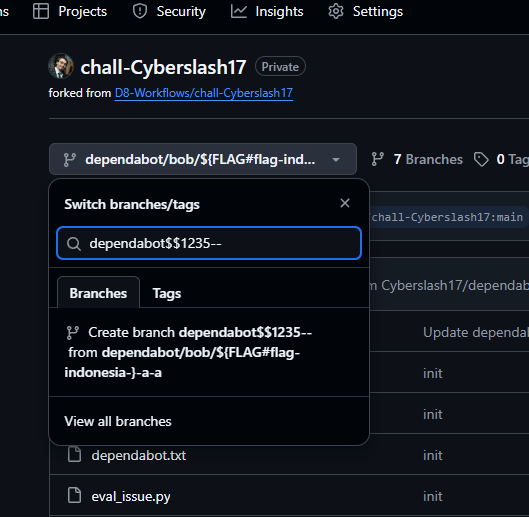 ns Projects Security Insights Settings
chall-Cyberslash17 Private
forked from D8-Workflows/chall-Cyberslash17
dependabot/bob/${FLAG#flag-ind... 7 Branches 0 Tag
Switch branches/tags
chall-Cyberslash17:main
dependabot$$1235--
Branches Tags
m Cyberslash17/dependab
Create branch dependabot$$1235--
from dependabot/bob/${FLAG#flag-
indonesia-}-a-a
Update dependal
init
init
View all branches
dependabot.txt init
eval_issue.py init